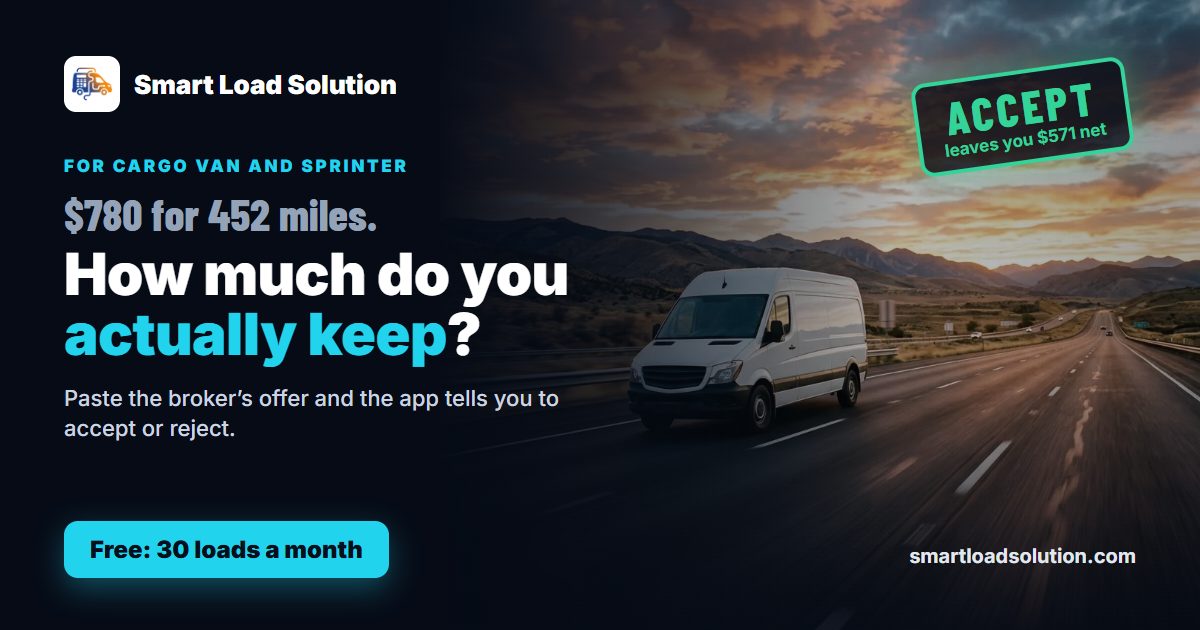 Smart Load Solution
ACCEPT
leaves you $571 net
FOR CARGO VAN AND SPRINTER
$780 for 452 miles.
How much do you
actually keep?
Paste the broker’s offer and the app tells you to
accept or reject.
Free: 30 loads a month
smartloadsolution.com